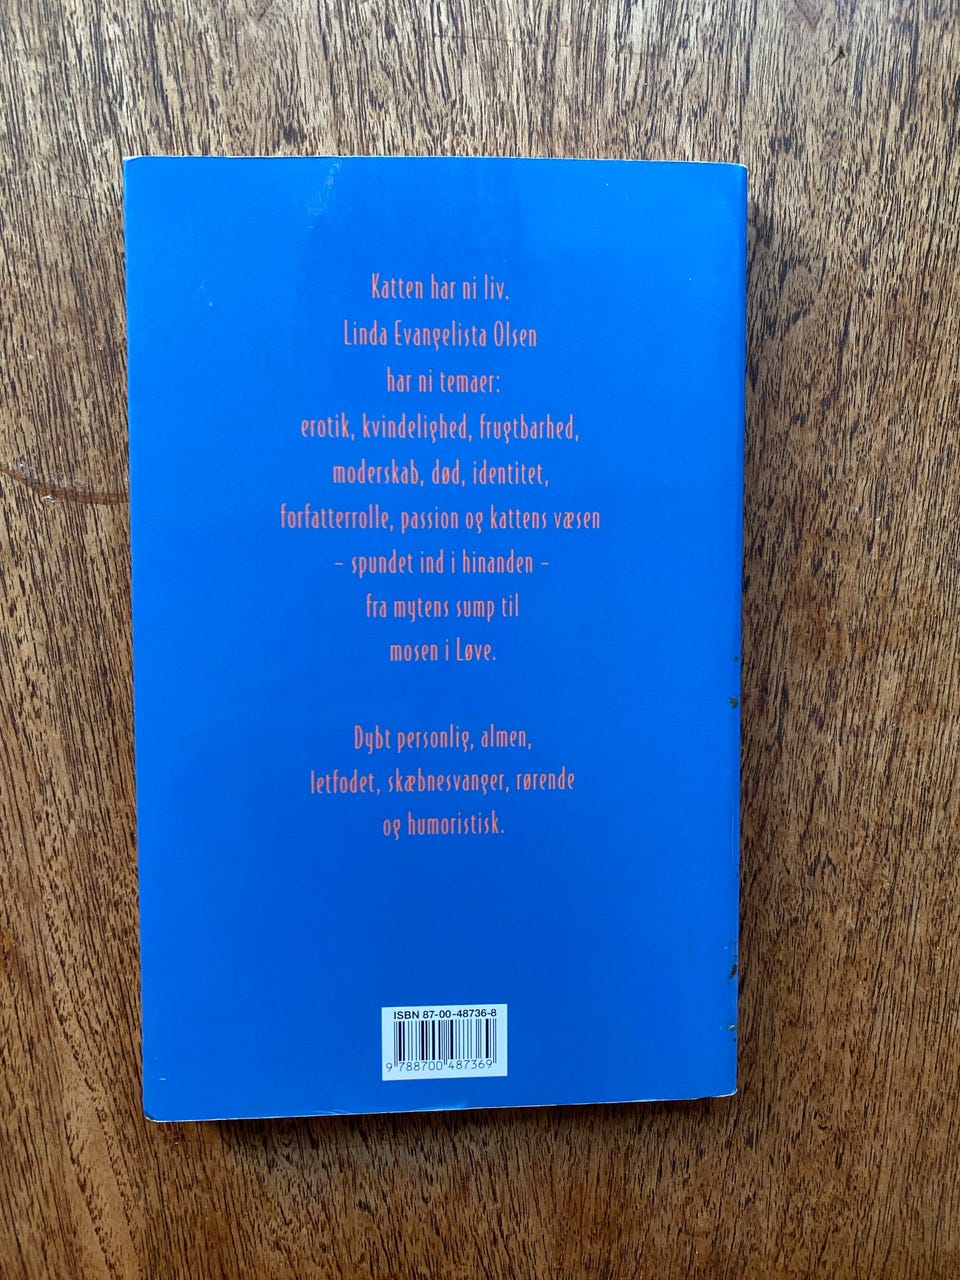 Katten har ni liv.
Linda Evangelista Olsen
har ni temaer:
erotik, kvindelighed, frugtbarhed,
moderskab, død, identitet,
forfatterrolle, passion og kattens væsen
– spundet ind i hinanden –
fra mytens sump til
mosen i Løve.
Dybt personlig, almen,
letfodet, skæbnesvanger, rørende
og humoristisk.
ISBN 87-00-48736-8
9 788700 487369